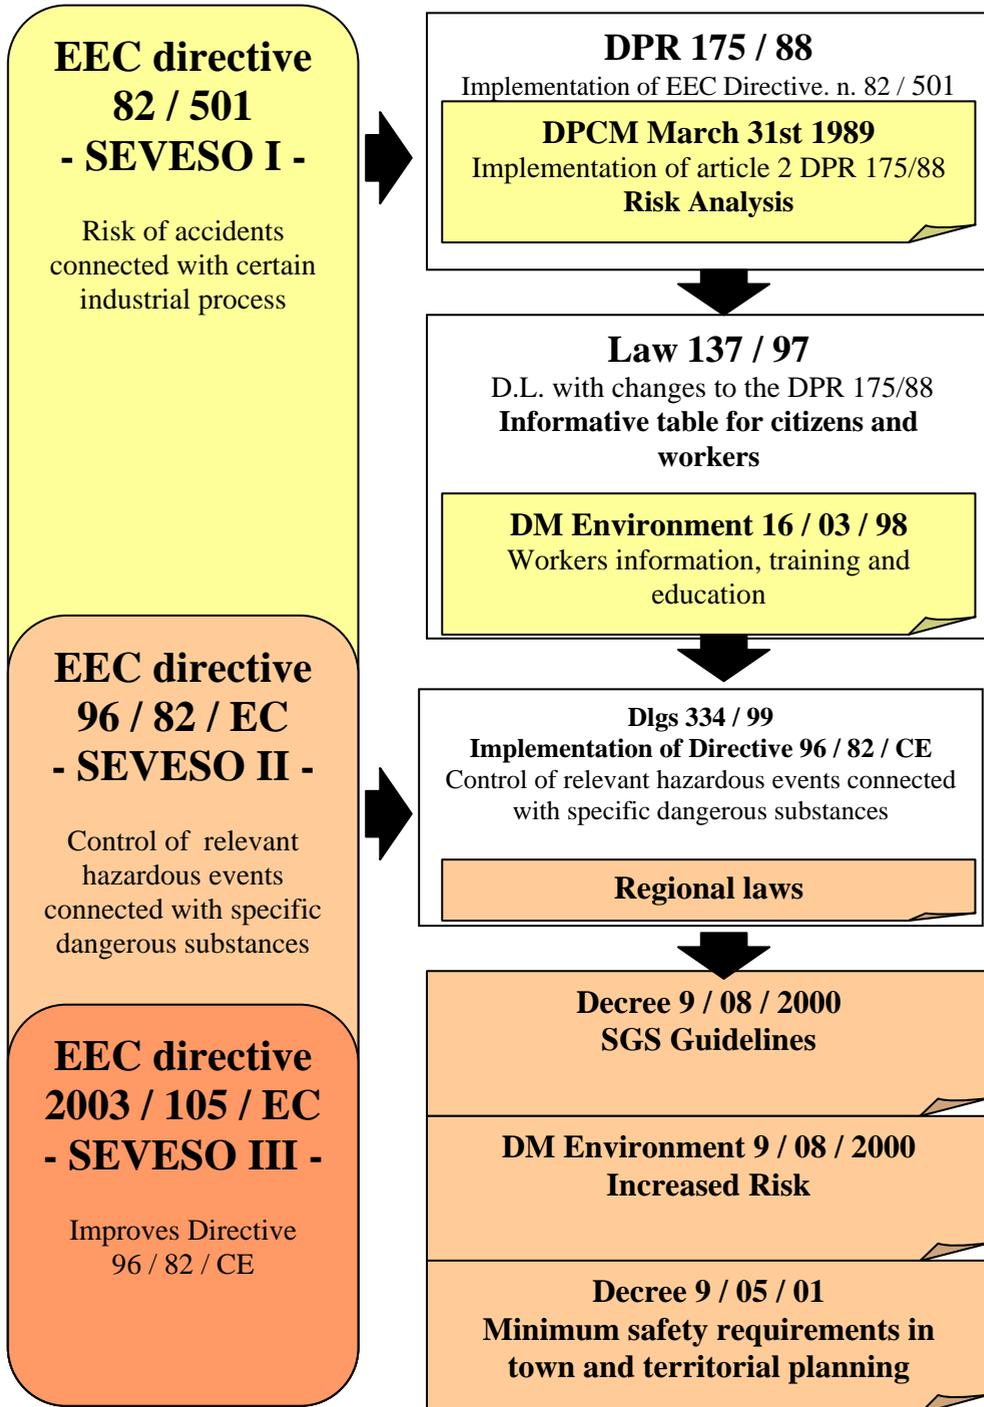 EEC directive
82 / 501
- SEVESO I -
Risk of accidents
connected with certain
industrial process
EEC directive
96 / 82 / EC
- SEVESO II -
Control of  relevant
hazardous events
connected with specific
dangerous substances
EEC directive
2003 / 105 / EC
- SEVESO III -
Improves Directive
96 / 82 / CE
DPR 175 / 88
Implementation of EEC Directive. n. 82 / 501
DPCM March 31st 1989
Implementation of article 2 DPR 175/88
Risk Analysis
Law 137 / 97
D.L. with changes to the DPR 175/88
Informative table for citizens and
workers
DM Environment 16 / 03 / 98
Workers information, training and
education
Dlgs 334 / 99
Implementation of Directive 96 / 82 / CE
Control of relevant hazardous events connected
with specific dangerous substances
Regional laws
Decree 9 / 08 / 2000
SGS Guidelines
DM Environment 9 / 08 / 2000
Increased Risk
Decree 9 / 05 / 01
Minimum safety requirements in
town and territorial planning